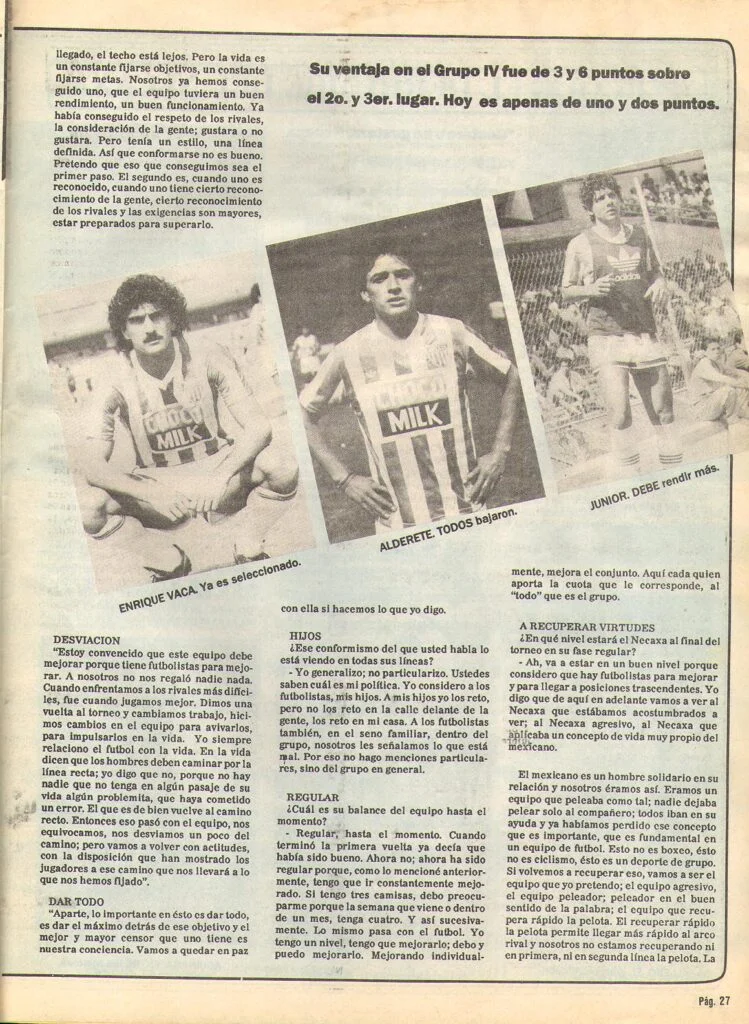 llegado, el techo está lejos. Pero la vida es
un constante fijarse objetivos, un constante
fijarse metas. Nosotros ya hemos conse-
guido uno, que el equipo tuviera un buen
rendimiento, un buen funcionamiento. Ya
había conseguido el respeto de los rivales,
la consideración de la gente; gustara o no
gustara. Pero tenía un estilo, una línea
definida. Así que conformarse no es bueno.
Pretendo que eso que conseguimos sea el
primer paso. El segundo es, cuando uno es
reconocido, cuando uno tiene cierto recono-
cimiento de la gente, cierto reconocimiento
de los rivales y las exigencias son mayores,
estar preparados para superarlo.
Su ventaja en el Grupo IV fue de 3 y 6 puntos sobre
el 2o. y 3er. lugar. Hoy es apenas de uno y dos puntos.
CHOCO
MILK
CHOCO
MILK
adidas
ENRIQUE VACA. Ya es seleccionado.
ALDERETE. TODOS bajaron.
JUNIOR. DEBE rendir más.
DESVIACION
"Estoy convencido que este equipo debe
mejorar porque tiene futbolistas para mejo-
rar. A nosotros no nos regaló nadie nada.
Cuando enfrentamos a los rivales más difíci-
les, fue cuando jugamos mejor. Dimos una
vuelta al torneo y cambiamos trabajo, hici-
mos cambios en el equipo para avivarlos,
para impulsarlos en la vida. Yo siempre
relaciono el futbol con la vida. En la vida
dicen que los hombres deben caminar por la
línea recta; yo digo que no, porque no hay
nadie que no tenga en algún pasaje de su
vida algún problemita, que haya cometido
un error. El que es de bien vuelve al camino
recto. Entonces eso pasó con el equipo, nos
equivocamos, nos desviamos un poco del
camino; pero vamos a volver con actitudes,
con la disposición que han mostrado los
jugadores a ese camino que nos llevará a lo
que nos hemos fijado".
DAR TODO
"Aparte, lo importante en ésto es dar todo,
es dar el máximo detrás de ese objetivo y el
mejor y mayor censor que uno tiene es
nuestra conciencia. Vamos a quedar en paz
con ella si hacemos lo que yo digo.
HIJOS
¿Ese conformismo del que usted habla lo
está viendo en todas sus líneas?
- Yo generalizo; no particularizo. Ustedes
saben cuál es mi política. Yo considero a los
futbolistas, mis hijos. A mis hijos yo los reto,
pero no los reto en la calle delante de la
gente, los reto en mi casa. A los futbolistas
también, en el seno familiar, dentro del
grupo, nosotros les señalamos lo que está
mal. Por eso no hago menciones particula-
res, sino del grupo en general.
REGULAR
¿Cuál es su balance del equipo hasta el
momento?
- Regular, hasta el momento. Cuando
terminó la primera vuelta ya decía que
había sido bueno. Ahora no; ahora ha sido
regular porque, como lo mencioné anterior-
mente, tengo que ir constantemente mejo-
rado. Si tengo tres camisas, debo preocu-
parme porque la semana que viene o dentro
de un mes, tenga cuatro. Y así sucesiva-
mente. Lo mismo pasa con el futbol. Yo
tengo un nivel, tengo que mejorarlo; debo y
puedo mejorarlo. Mejorando individual-
mente, mejora el conjunto. Aquí cada quien
aporta la cuota que le corresponde, al
"todo" que es el grupo.
A RECUPERAR VIRTUDES
¿En qué nivel estará el Necaxa al final del
torneo en su fase regular?
- Ah, va a estar en un buen nivel porque
considero que hay futbolistas para mejorar
y para llegar a posiciones trascendentes. Yo
digo que de aquí en adelante vamos a ver al
Necaxa que estábamos acostumbrados a
ver; al Necaxa agresivo, al Necaxa que
aplicaba un concepto de vida muy propio del
mexicano.
El mexicano es un hombre solidario en su
relación y nosotros éramos así. Eramos un
equipo que peleaba como tal; nadie dejaba
pelear solo al compañero; todos iban en su
ayuda y ya habíamos perdido ese concepto
que es importante, que es fundamental en
un equipo de futbol. Esto no es boxeo, ésto
no es ciclismo, ésto es un deporte de grupo.
Si volvemos a recuperar eso, vamos a ser el
equipo que yo pretendo; el equipo agresivo,
el equipo peleador; peleador en el buen
sentido de la palabra; el equipo que recu-
pera rápido la pelota. El recuperar rápido
la pelota permite llegar más rápido al arco
rival y nosotros no estamos recuperando ni
en primera, ni en segunda línea la pelota. La
Pág. 27